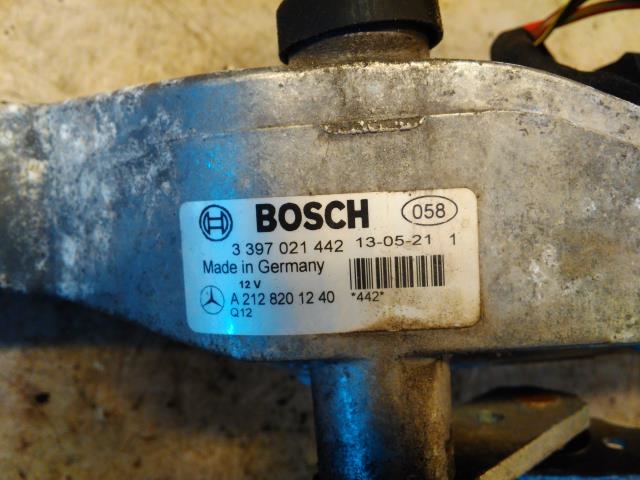 BOSCH 058
3 397 021 442 13-05-21 1
Made in Germany
12 V
A 212 820 12 40 *442*
Q12